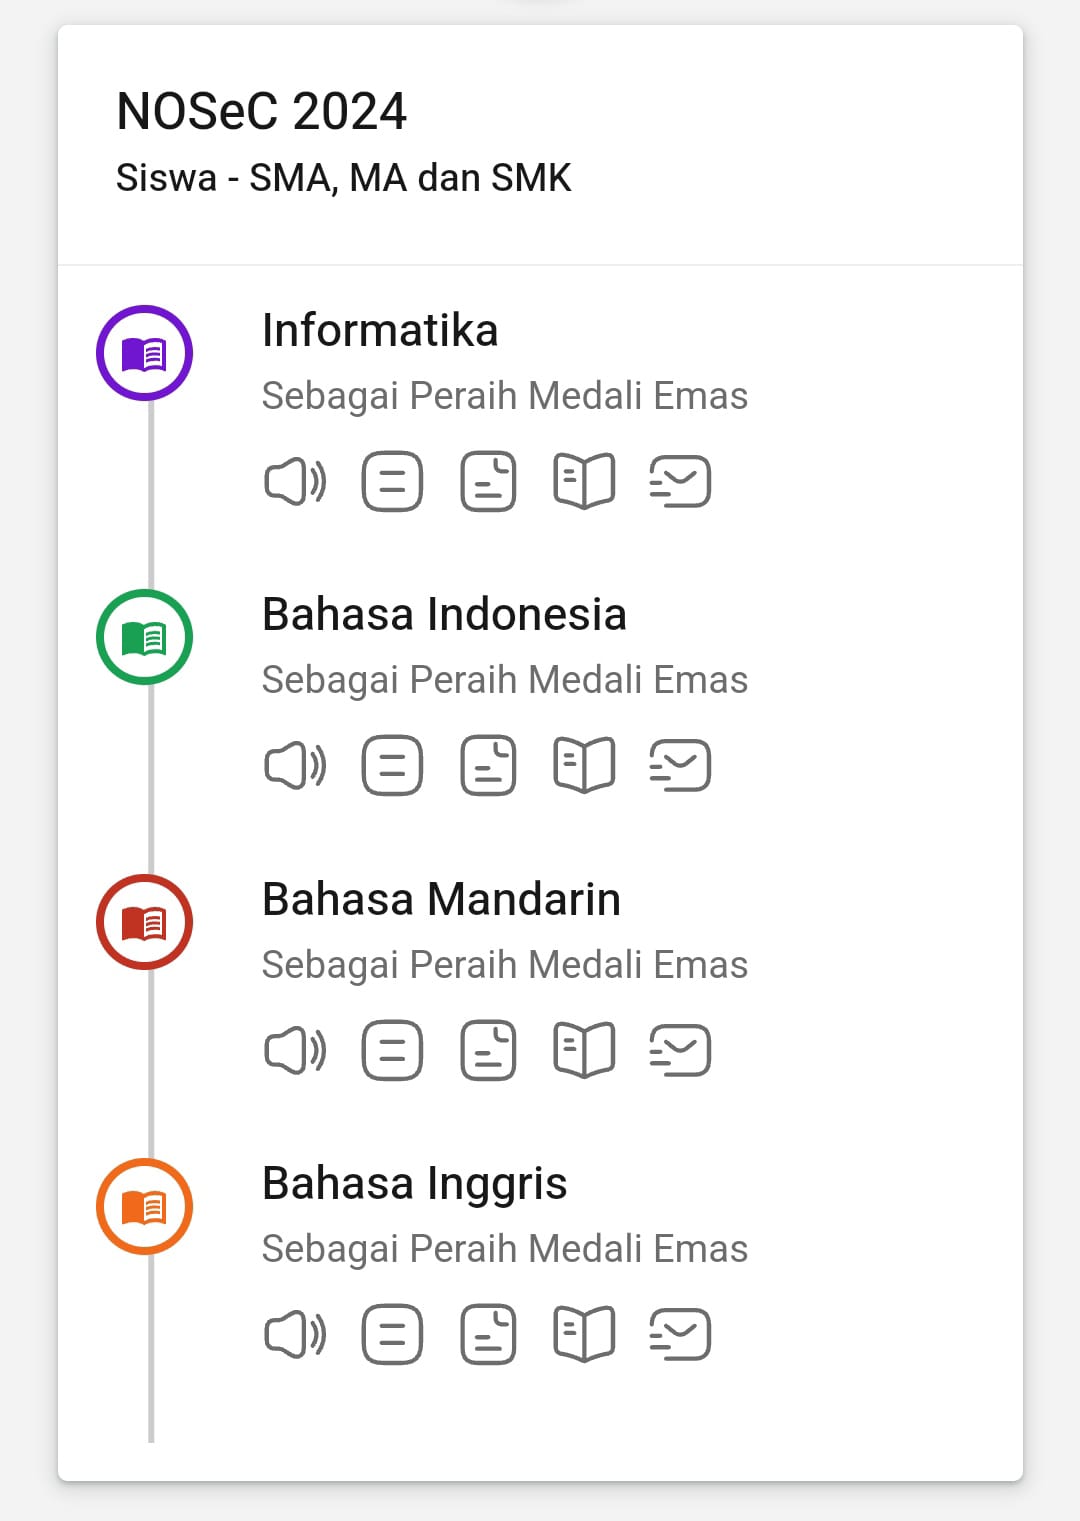 NOSeC 2024
Siswa - SMA, MA dan SMK
Informatika
Sebagai Peraih Medali Emas
Bahasa Indonesia
Sebagai Peraih Medali Emas
Bahasa Mandarin
Sebagai Peraih Medali Emas
Bahasa Inggris
Sebagai Peraih Medali Emas